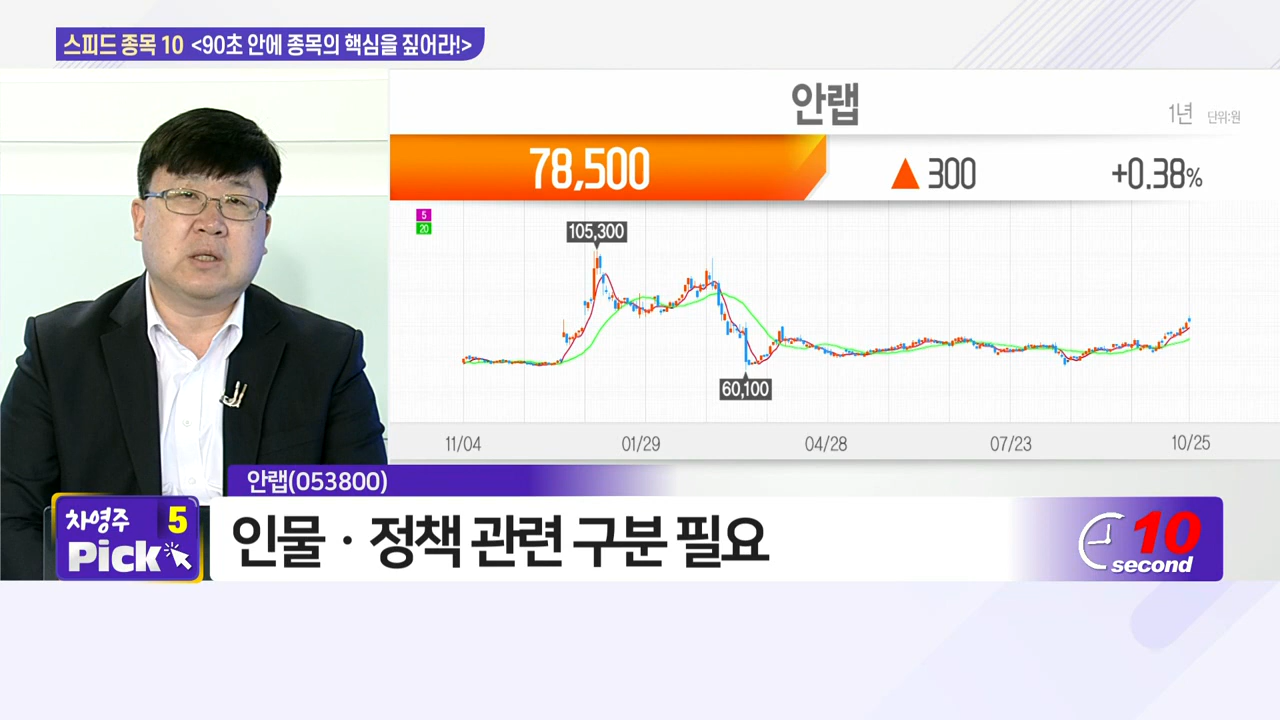 스피드 종목 10 <90초 안에 종목의 핵심을 짚어라!>
안랩
1년 단위:원
78,500 ▲300 +0.38%
5
20
105,300
60,100
11/04 01/29 04/28 07/23 10/25
안랩(053800)
차영주 5
Pick
인물·정책 관련 구분 필요
10
second